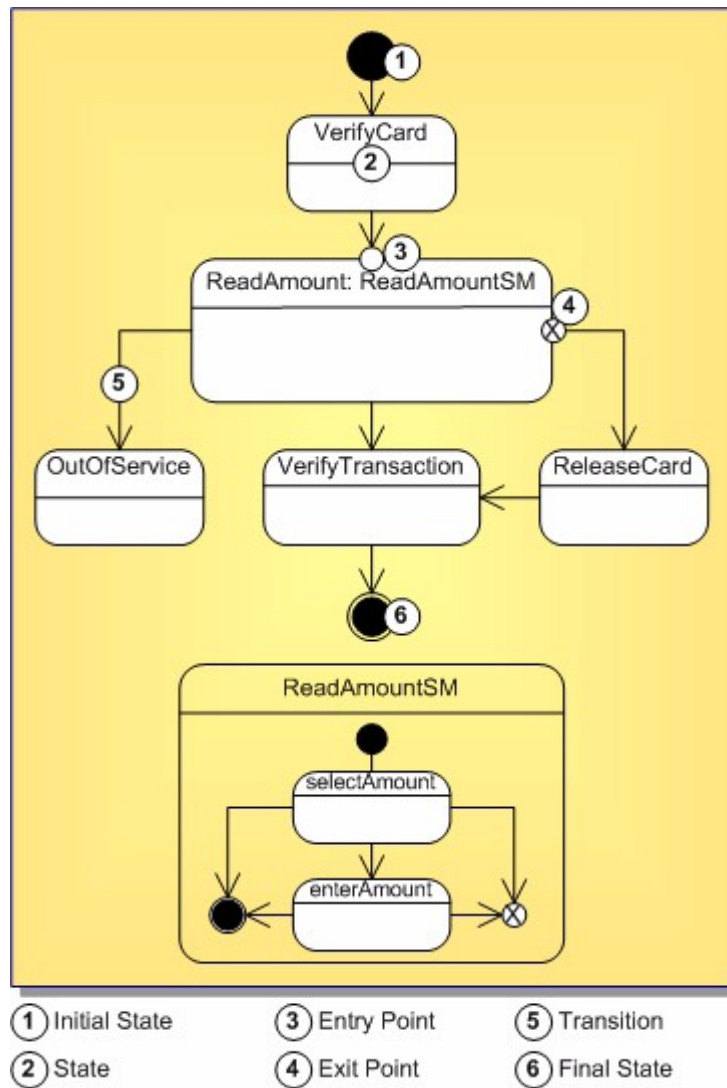 1
VerifyCard
2
3
ReadAmount: ReadAmountSM
4
5
OutOfService
VerifyTransaction
ReleaseCard
6
ReadAmountSM
selectAmount
enterAmount
1 Initial State
3 Entry Point
5 Transition
2 State
4 Exit Point
6 Final State